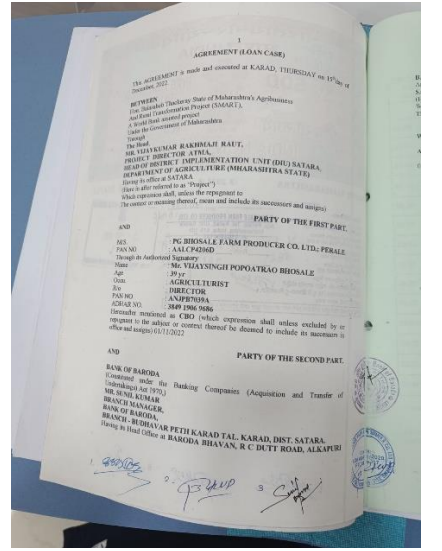 1
AGREEMENT (LOAN CASE)
This AGREEMENT is made and executed at KARAD, THURSDAY on 15th day of
December, 2022.
BETWEEN
Hon. Balasaheb Thackeray State of Maharashtra's Agribusiness
And Rural Transformation Project (SMART),
A World Bank assisted project
Under the Government of Maharashtra
Through
The Head,
MR. VIJAYKUMAR RAKHMAJI RAUT,
PROJECT DIRECTOR ATMA,
HEAD OF DISTRICT IMPLEMENTATION UNIT (DIU) SATARA,
DEPARTMENT OF AGRICULTURE (MHARASHTRA STATE)
Having its office at SATARA
(Here in after referred to as "Project")
Which expression shall, unless the repugnant to
The context or meaning thereof, mean and include its successors and assigns)
PARTY OF THE FIRST PART.
AND
M/S. : PG BHOSALE FARM PRODUCER CO. LTD.; PERALE
PAN NO : AALCP4206D
Through its Authorized Signatory
Name : Mr. VIJAYSINGH POPOATRAO BHOSALE
Age : 39 yr
Occu. : AGRICULTURIST
R/o : DIRECTOR
PAN NO : ANJPB7039A
ADHAR NO. : 3849 1906 9686
Hereafter mentioned as CBO (which expression shall unless excluded by or
repugnant to the subject or context thereof be deemed to include its successors in
office and assigns) 01/11/2022
PARTY OF THE SECOND PART.
AND
BANK OF BARODA
(Constituted under the Banking Companies (Acquisition and Transfer of
Undertakings Act 1970,)
MR. SUNIL KUMAR
BRANCH MANAGER,
BANK OF BARODA,
BRANCH - BUDHAVAR PETH KARAD TAL. KARAD, DIST. SATARA.
Having its Head Office at BARODA BHAVAN, R C DUTT ROAD, ALKAPURI
1.
2.
3.